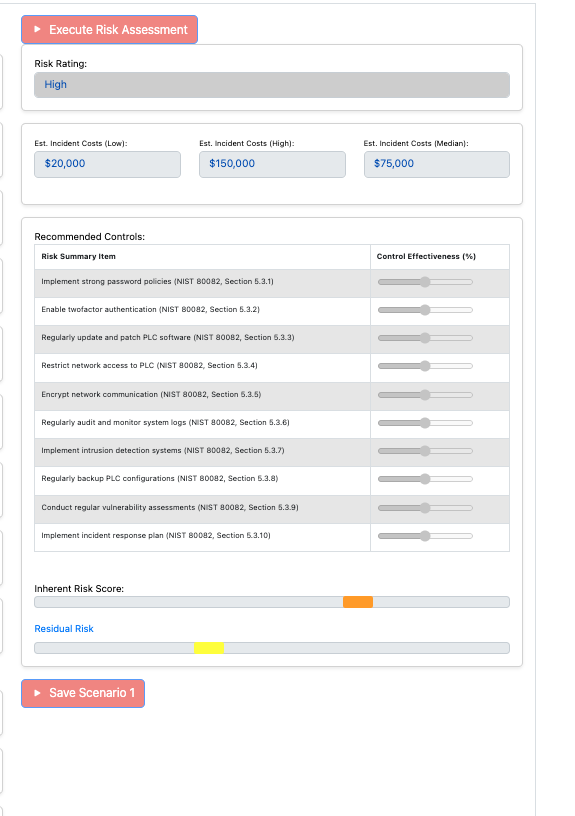 Execute Risk Assessment
Risk Rating:
High
Est. Incident Costs (Low): Est. Incident Costs (High): Est. Incident Costs (Median):
$20,000 $150,000 $75,000
Recommended Controls:
Risk Summary Item Control Effectiveness (%)
Implement strong password policies (NIST 80082, Section 5.3.1)
Enable twofactor authentication (NIST 80082, Section 5.3.2)
Regularly update and patch PLC software (NIST 80082, Section 5.3.3)
Restrict network access to PLC (NIST 80082, Section 5.3.4)
Encrypt network communication (NIST 80082, Section 5.3.5)
Regularly audit and monitor system logs (NIST 80082, Section 5.3.6)
Implement intrusion detection systems (NIST 80082, Section 5.3.7)
Regularly backup PLC configurations (NIST 80082, Section 5.3.8)
Conduct regular vulnerability assessments (NIST 80082, Section 5.3.9)
Implement incident response plan (NIST 80082, Section 5.3.10)
Inherent Risk Score:
Residual Risk
Save Scenario 1